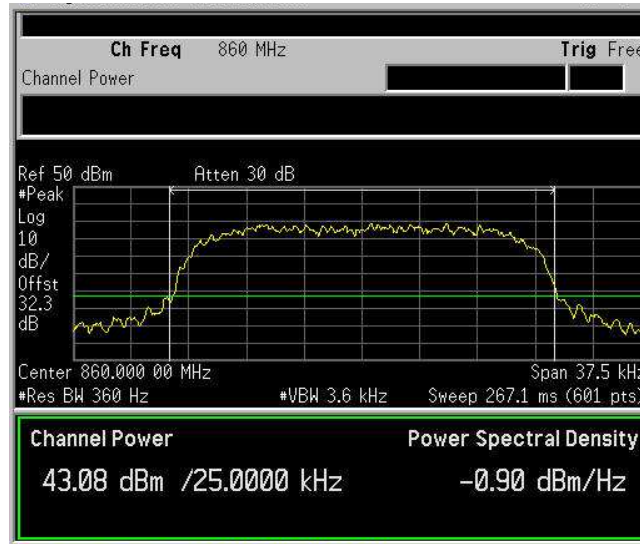 Ch Freq 860 MHz Trig Free
Channel Power
Ref 50 dBm Atten 30 dB
#Peak
Log
10
dB/
Offst
32.3
dB
Center 860.000 00 MHz Span 37.5 kHz
#Res BW 360 Hz #VBW 3.6 kHz Sweep 267.1 ms (601 pts)
Channel Power Power Spectral Density
43.08 dBm /25.0000 kHz -0.90 dBm/Hz